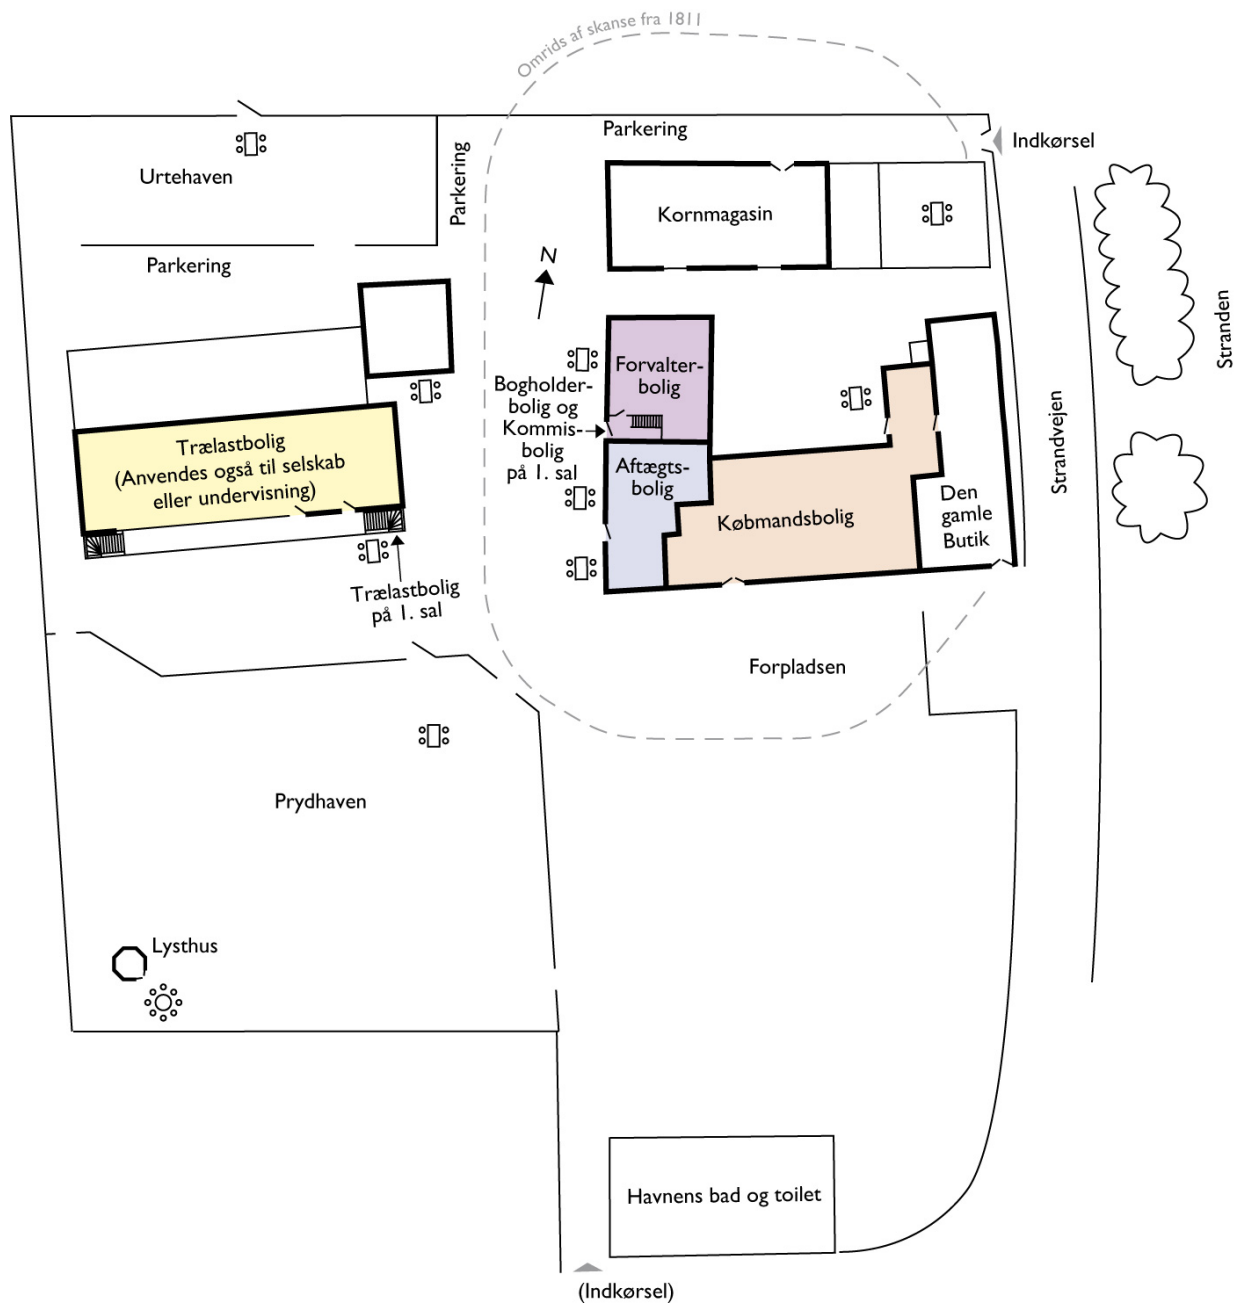 Omrids af skanse fra 1811
Parkering
Indkørsel
Urtehaven
Parkering
Kornmagasin
Parkering
N
Stranden
Strandvejen
Forvalter-
bolig
Bogholder-
bolig og
Kommis-
bolig
på 1. sal
Aftægts-
bolig
Købmandsbolig
Den
gamle
Butik
Trælastbolig
(Anvendes også til selskab
eller undervisning)
Trælastbolig
på 1. sal
Forpladsen
Prydhaven
Lysthus
Havnens bad og toilet
(Indkørsel)